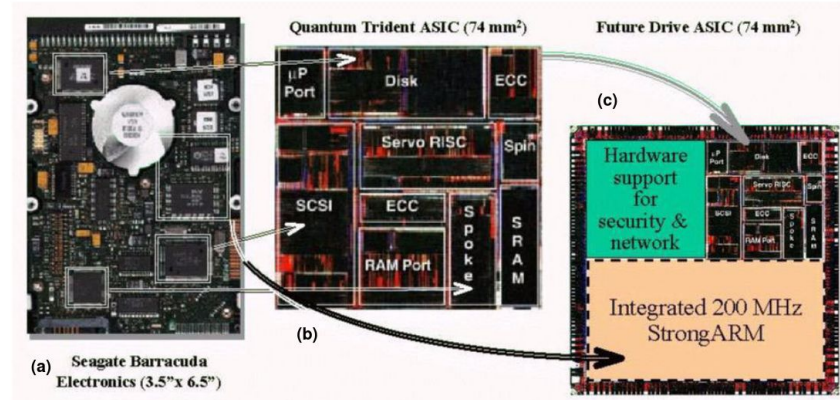 Quantum Trident ASIC (74 mm²)
Future Drive ASIC (74 mm²)
µP
Port
Disk
ECC
Servo RISC
Spin
SCSI
ECC
RAM Port
Spoke
SRAM
(c)
Hardware
support
for
security &
network
µP
Port
Disk
ECC
Servo RISC
Spin
SCSI
ECC
RAM Port
Spoke
SRAM
Integrated 200 MHz
StrongARM
(a)
Seagate Barracuda
Electronics (3.5”x 6.5”)
(b)